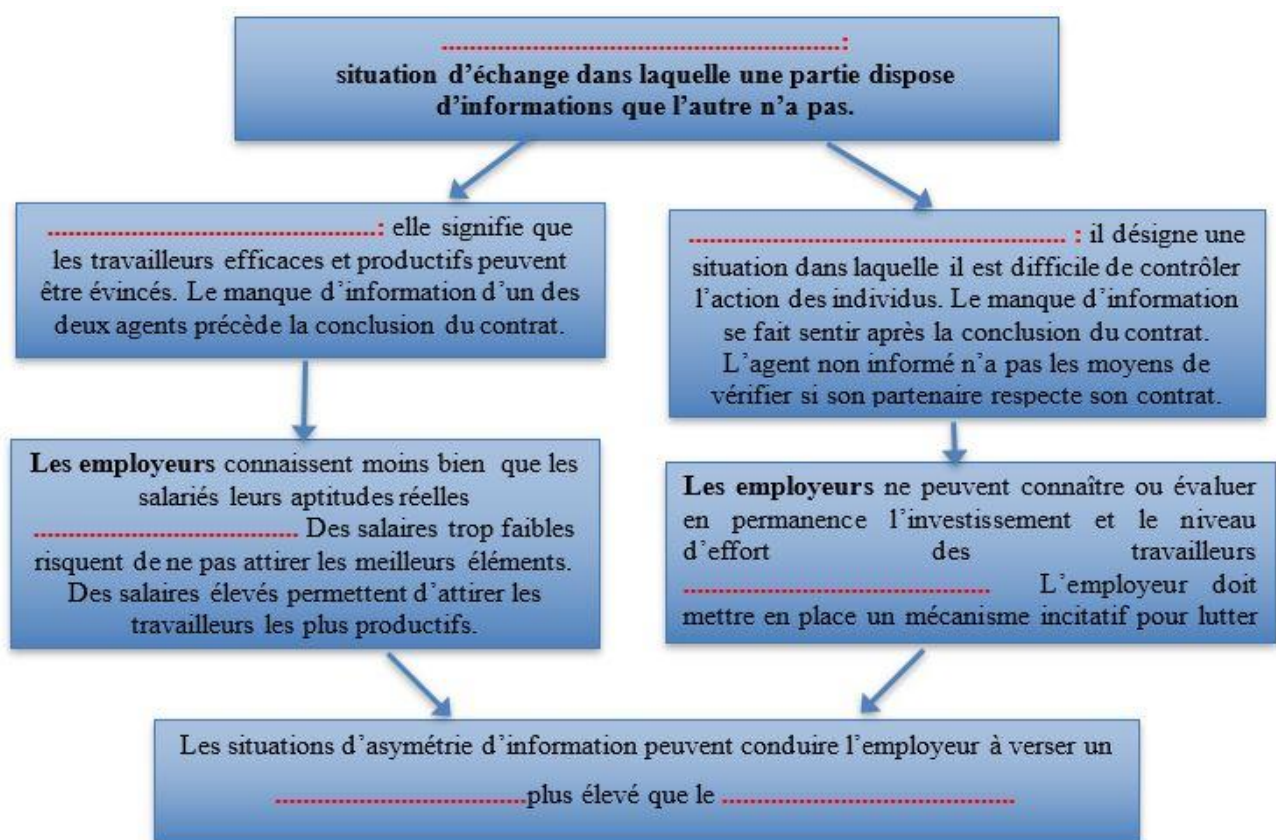 ........................................................:
situation d’échange dans laquelle une partie dispose
d’informations que l’autre n’a pas.
...............................................: elle signifie que
les travailleurs efficaces et productifs peuvent
être évincés. Le manque d’information d’un des
deux agents précède la conclusion du contrat.
..................................................... : il désigne une
situation dans laquelle il est difficile de contrôler
l’action des individus. Le manque d’information
se fait sentir après la conclusion du contrat.
L’agent non informé n’a pas les moyens de
vérifier si son partenaire respecte son contrat.
Les employeurs connaissent moins bien que les
salariés leurs aptitudes réelles
..................................... Des salaires trop faibles
risquent de ne pas attirer les meilleurs éléments.
Des salaires élevés permettent d’attirer les
travailleurs les plus productifs.
Les employeurs ne peuvent connaître ou évaluer
en permanence l’investissement et le niveau
d’effort des travailleurs
........................................... L’employeur doit
mettre en place un mécanisme incitatif pour lutter
Les situations d’asymétrie d’information peuvent conduire l’employeur à verser un
...................................plus élevé que le .........................................